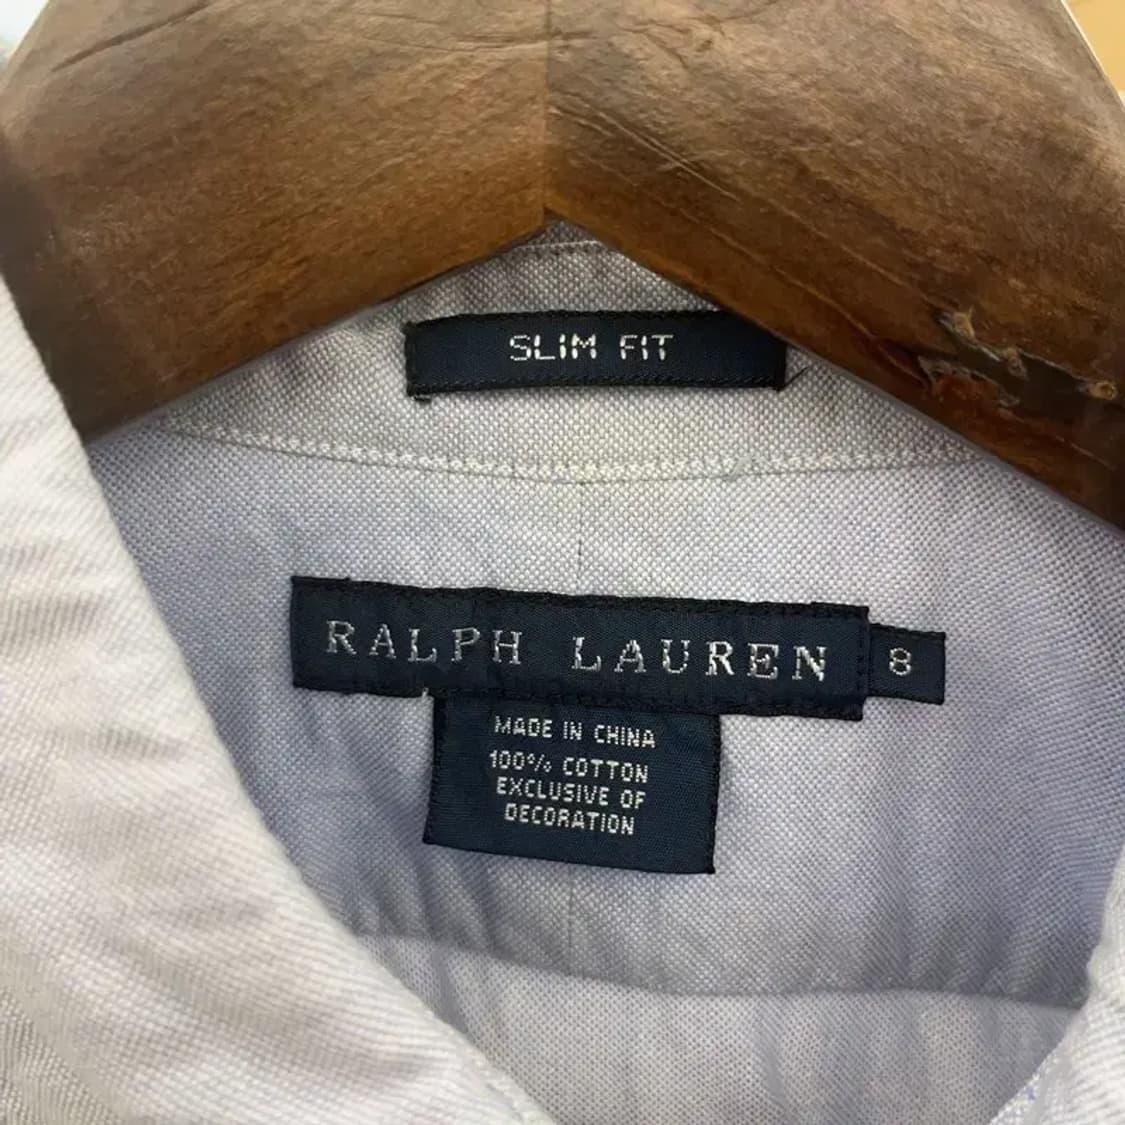 SLIM FIT
RALPH LAUREN 8
MADE IN CHINA
100% COTTON
EXCLUSIVE OF
DECORATION